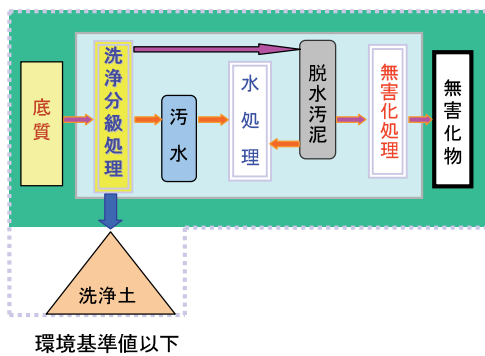 底質
洗浄分級処理
汚水
水処理
脱水汚泥
無害化処理
無害化物
洗浄土
環境基準値以下